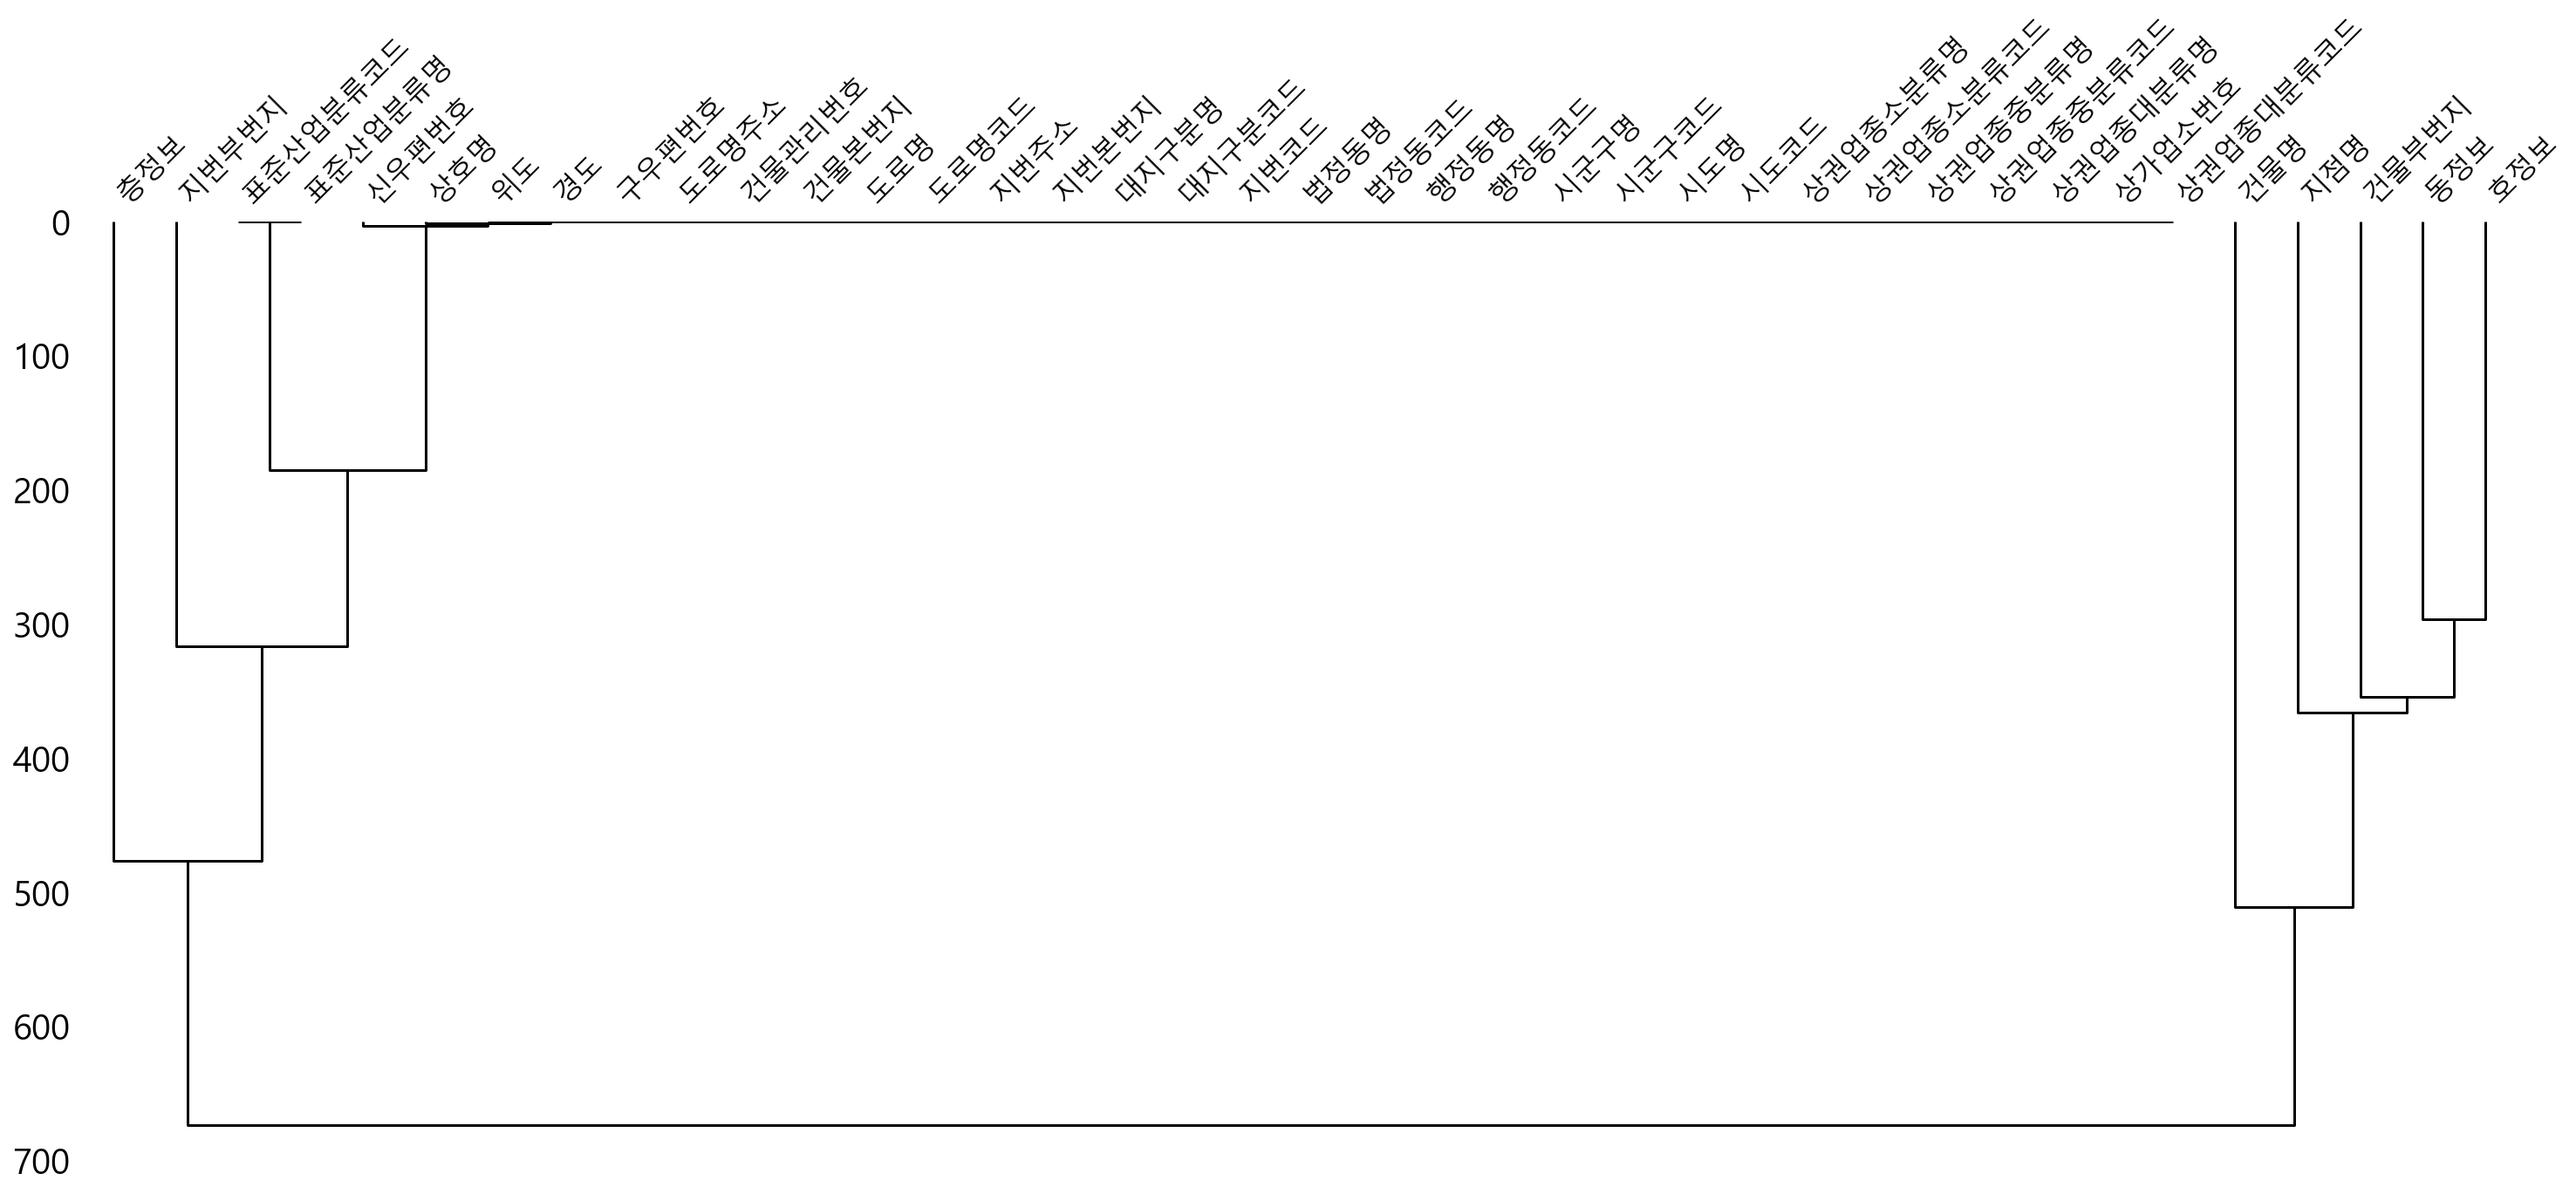 층정보
지번부번지
표준산업분류코드
표준산업분류명
신우편번호
상호명
위도
경도
구우편번호
도로명주소
건물관리번호
건물본번지
도로명
도로명코드
지번주소
지번본번지
대지구분명
대지구분코드
지번코드
법정동명
법정동코드
행정동명
행정동코드
시군구명
시군구코드
시도명
시도코드
상권업종소분류명
상권업종소분류코드
상권업종중분류명
상권업종중분류코드
상권업종대분류명
상가업소번호
상권업종대분류코드
건물명
지점명
건물부번지
동정보
호정보
0
100
200
300
400
500
600
700